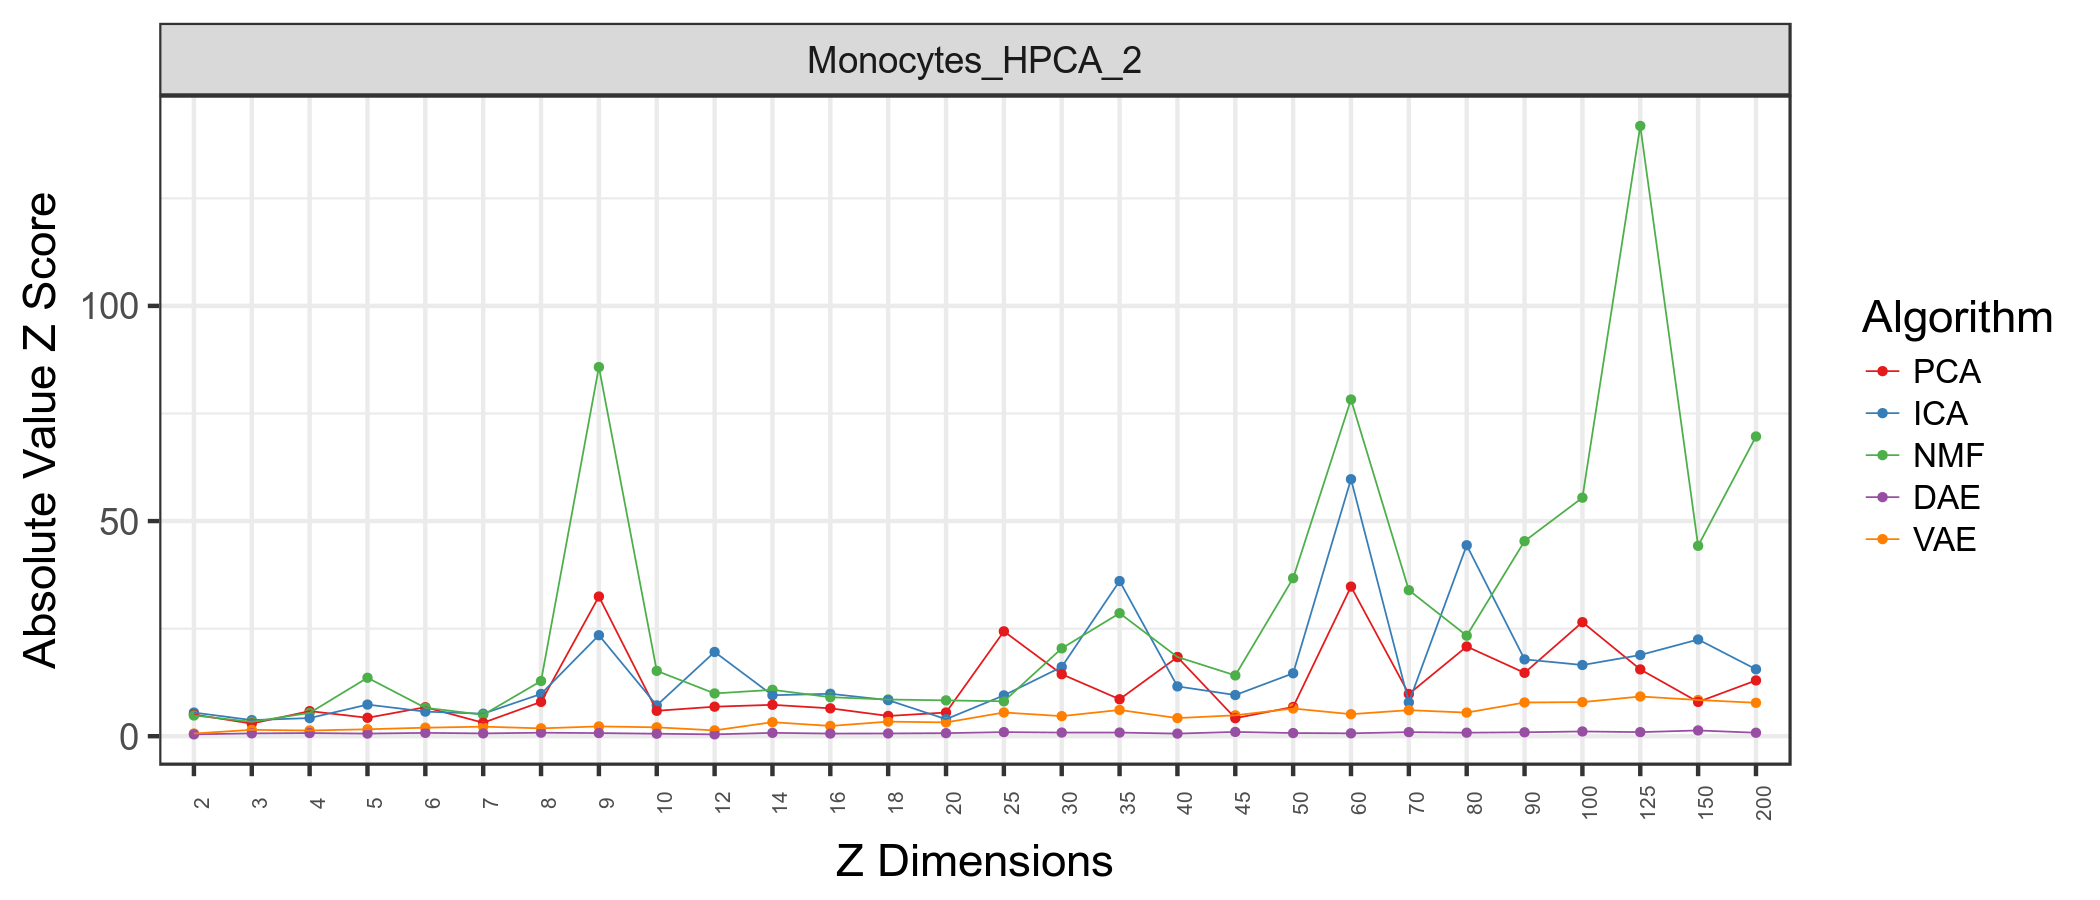 Monocytes_HPCA_2
Absolute Value Z Score
100
50
0
2 3 4 5 6 7 8 9 10 12 14 16 18 20 25 30 35 40 45 50 60 70 80 90 100 125 150 200
Z Dimensions
Algorithm
PCA
ICA
NMF
DAE
VAE